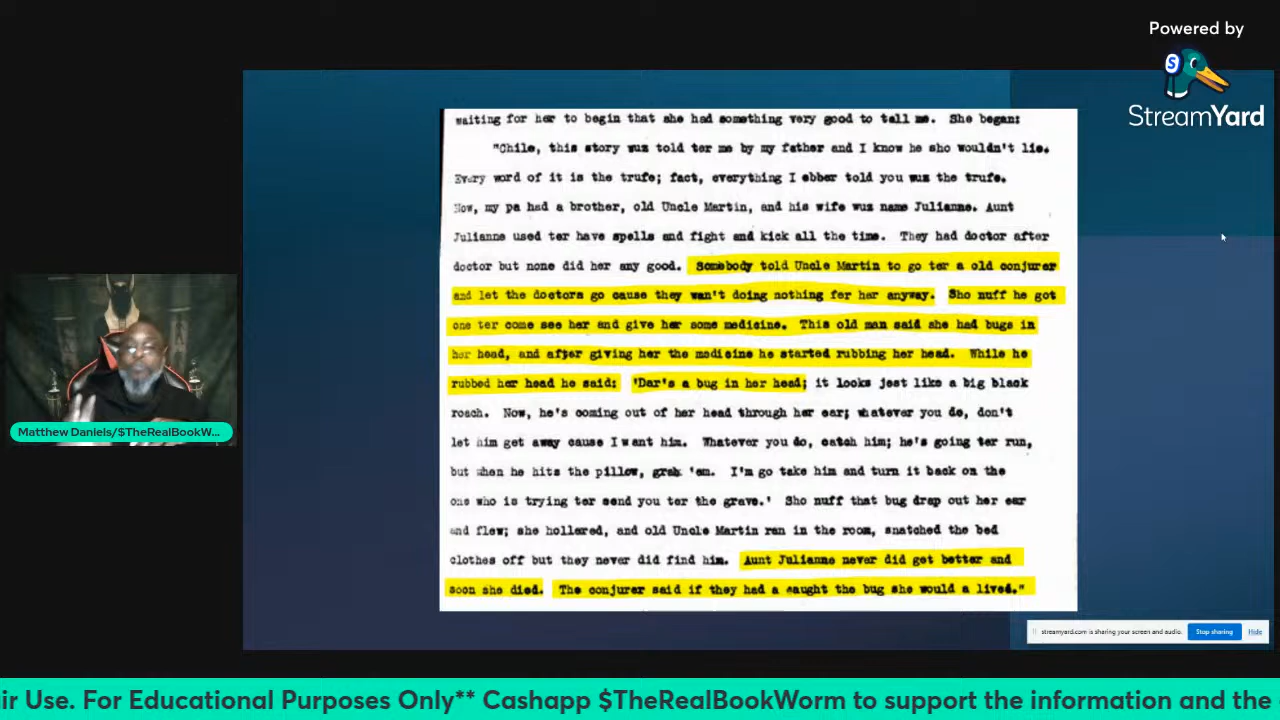 Powered by
StreamYard
waiting for her to begin that she had something very good to tell me. She began:
"Chile, this story wus told ter me by my father and I know he sho wouldn't lie.
Every word of it is the trufe; fact, everything I ebber told you wus the trufe.
Now, my pa had a brother, old Uncle Martin, and his wife wuz name Julianne. Aunt
Julianne used ter have spells and fight and kick all the time. They had doctor after
doctor but none did her any good. Somebody told Uncle Martin to go ter a old conjurer
and let the doctors go cause they wan't doing nothing fer her anyway. Sho nuff he got
one ter come see her and give her some medicine. This old man said she had bugs in
her head, and after giving her the medicine he started rubbing her head. While he
rubbed her head he said: 'Dar's a bug in her head; it looks jest like a big black
roach. Now, he's coming out of her head through her ear; whatever you do, don't
let him get away cause I want him. Whatever you do, catch him; he's going ter run,
but when he hits the pillow, grab 'em. I'm go take him and turn it back on the
one who is trying ter send you ter the grave.' Sho nuff that bug drap out her ear
and flew; she hollered, and old Uncle Martin ran in the room, snatched the bed
clothes off but they never did find him. Aunt Julianne never did get better and
soon she died. The conjurer said if they had a caught the bug she would a lived."
Matthew Daniels/$TheRealBookW...
streamyard.com is sharing your screen and audio. Stop sharing Hide
ir Use. For Educational Purposes Only** Cashapp $TheRealBookWorm to support the information and the